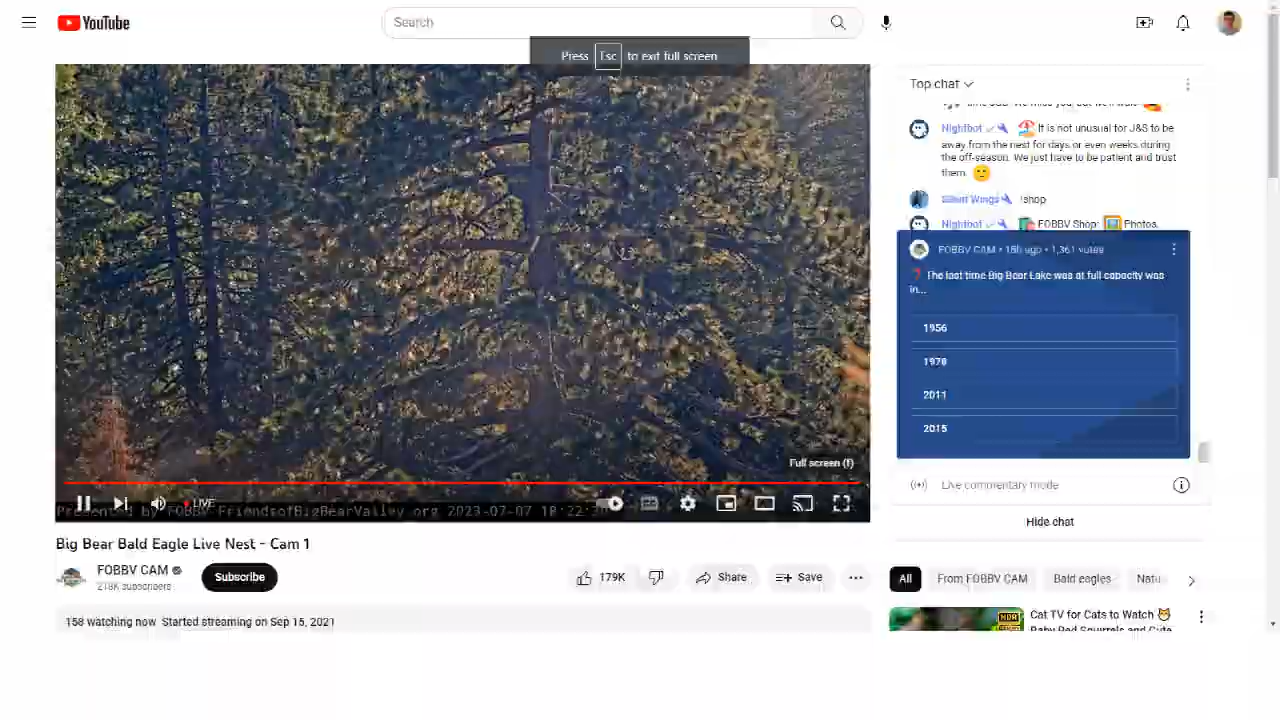 YouTube
Search
Press Esc to exit full screen
Top chat
Nightbot It is not unusual for J&S to be
away from the nest for days or even weeks during
the off-season. We just have to be patient and trust
them.
Silent Wings !shop
Nightbot FOBBV Shop: Photos,
FOBBV CAM • 18h ago • 1,361 votes
❓ The last time Big Bear Lake was at full capacity was
in...
1956
1978
2011
2015
Full screen (f)
LIVE
Presented by FOBBV FriendsofBigBearValley.org 2023-07-07 18:22:
Live commentary mode
Hide chat
Big Bear Bald Eagle Live Nest - Cam 1
FOBBV CAM
218K subscribers
Subscribe
179K
Share
Save
All
From FOBBV CAM
Bald eagles
Natu
158 watching now Started streaming on Sep 15, 2021
HDR
Cat TV for Cats to Watch
Baby Red Squirrels and Cute